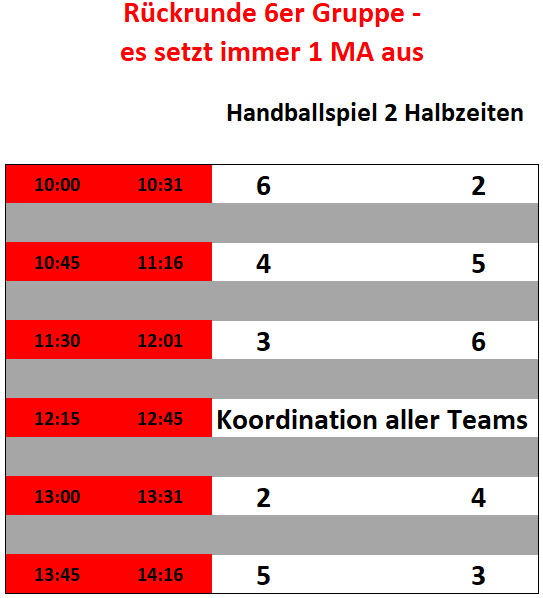 Rückrunde 6er Gruppe -
es setzt immer 1 MA aus
Handballspiel 2 Halbzeiten
10:00 10:31 6 2
10:45 11:16 4 5
11:30 12:01 3 6
12:15 12:45 Koordination aller Teams
13:00 13:31 2 4
13:45 14:16 5 3